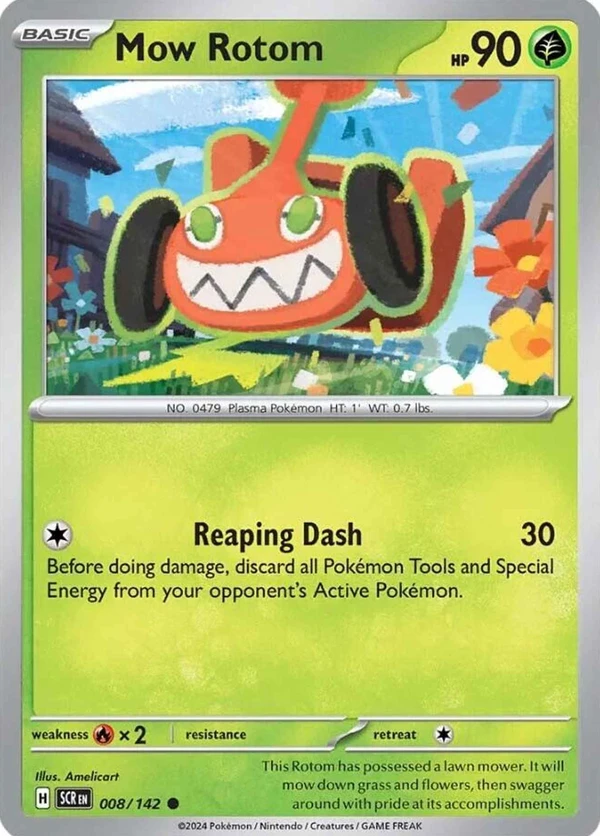 BASIC
Mow Rotom
HP 90
NO. 0479 Plasma Pokémon HT: 1' WT: 0.7 lbs.
Reaping Dash 30
Before doing damage, discard all Pokémon Tools and Special
Energy from your opponent's Active Pokémon.
weakness × 2 resistance retreat
Illus. Amelicart
H SCR EN 008/142
This Rotom has possessed a lawn mower. It will
mow down grass and flowers, then swagger
around with pride at its accomplishments.
©2024 Pokémon / Nintendo / Creatures / GAME FREAK